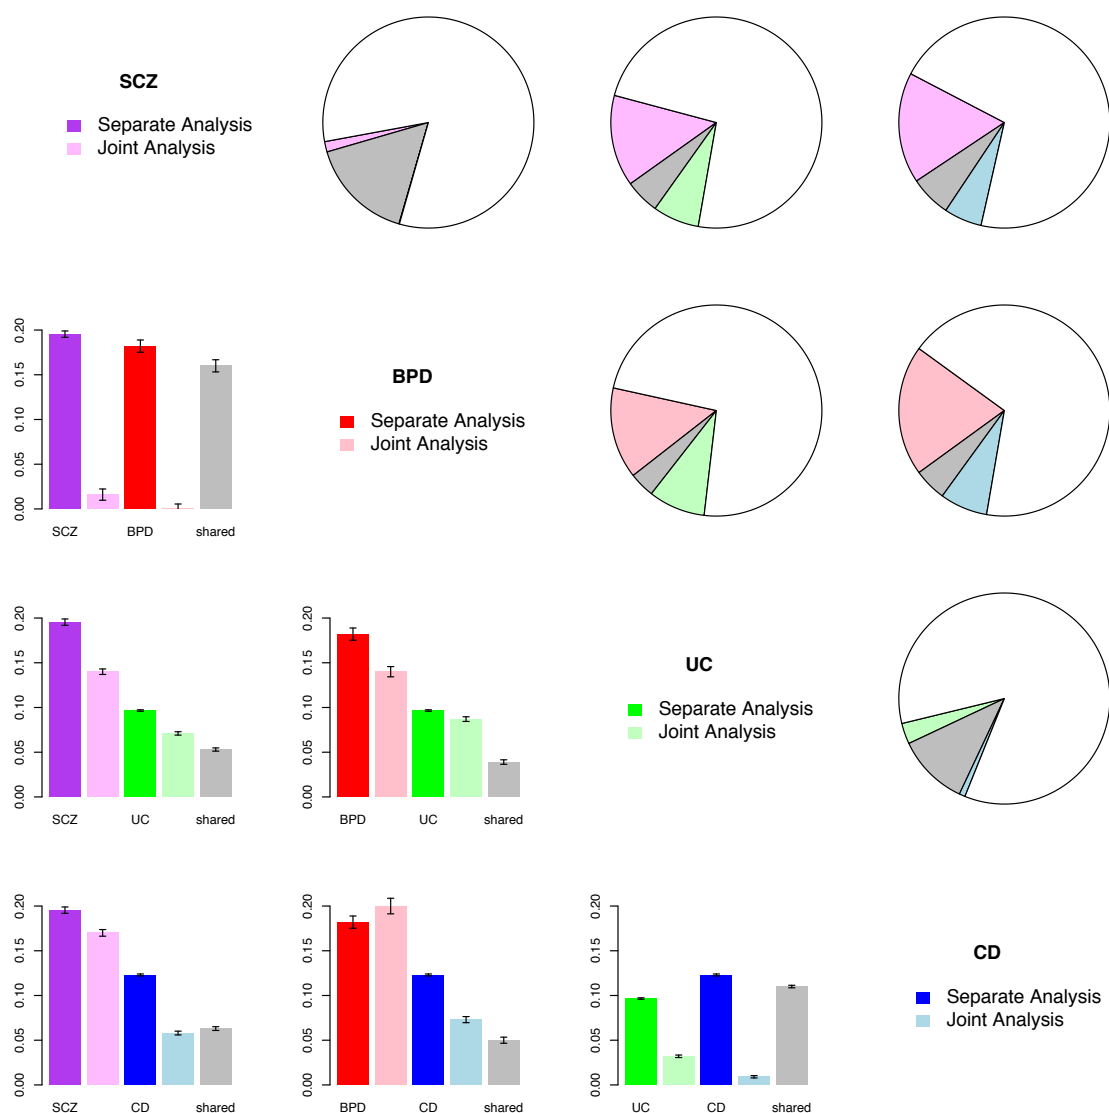 SCZ
Separate Analysis
Joint Analysis
0.00 0.05 0.10 0.15 0.20
SCZ BPD shared
BPD
Separate Analysis
Joint Analysis
0.00 0.05 0.10 0.15 0.20
SCZ UC shared
0.00 0.05 0.10 0.15 0.20
BPD UC shared
UC
Separate Analysis
Joint Analysis
0.00 0.05 0.10 0.15 0.20
SCZ CD shared
0.00 0.05 0.10 0.15 0.20
BPD CD shared
0.00 0.05 0.10 0.15 0.20
UC CD shared
CD
Separate Analysis
Joint Analysis